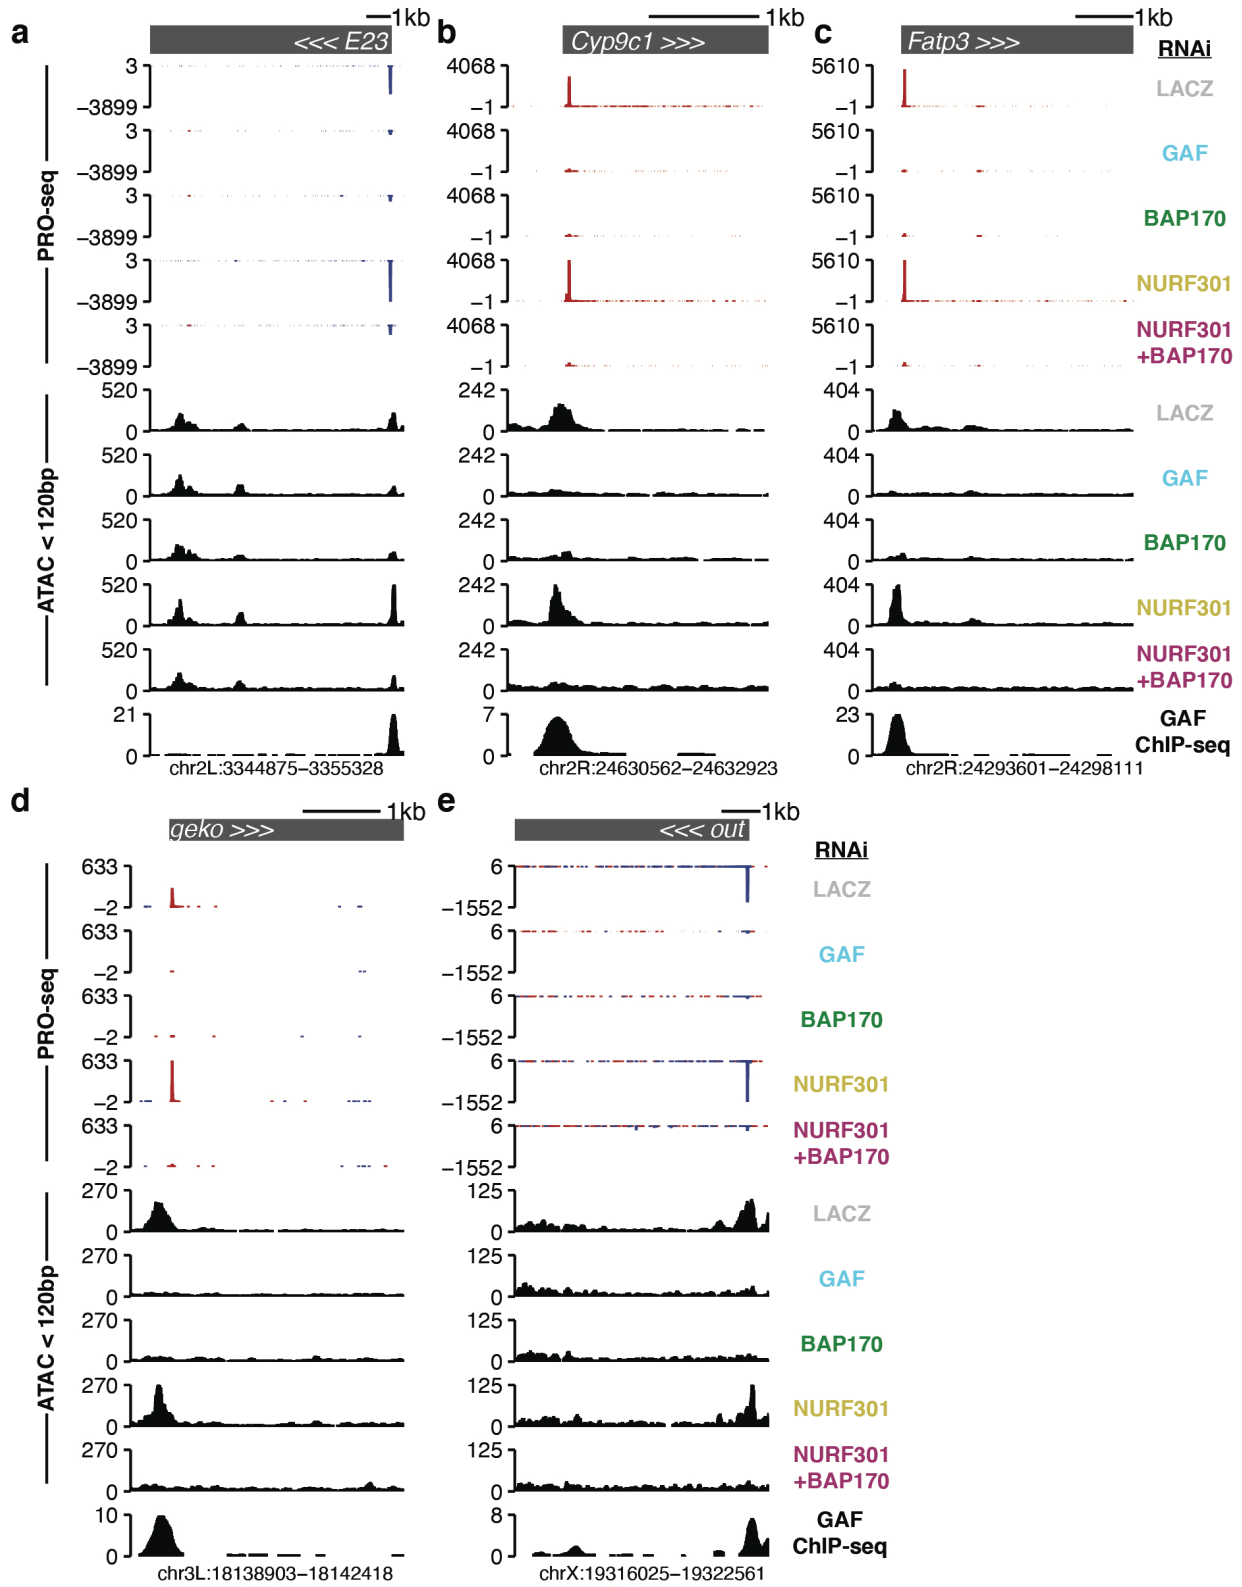 a
1kb
<<< E23
b
1kb
Cyp9c1 >>>
c
1kb
Fatp3 >>>
RNAi
PRO-seq
3
−3899
4068
−1
5610
−1
LACZ
3
−3899
4068
−1
5610
−1
GAF
3
−3899
4068
−1
5610
−1
BAP170
3
−3899
4068
−1
5610
−1
NURF301
3
−3899
4068
−1
5610
−1
NURF301
+BAP170
ATAC < 120bp
520
0
242
0
404
0
LACZ
520
0
242
0
404
0
GAF
520
0
242
0
404
0
BAP170
520
0
242
0
404
0
NURF301
520
0
242
0
404
0
NURF301
+BAP170
21
0
7
0
23
0
GAF
ChIP-seq
chr2L:3344875−3355328
chr2R:24630562−24632923
chr2R:24293601−24298111
d
1kb
geko >>>
e
1kb
<<< out
RNAi
PRO-seq
633
−2
6
−1552
LACZ
633
−2
6
−1552
GAF
633
−2
6
−1552
BAP170
633
−2
6
−1552
NURF301
633
−2
6
−1552
NURF301
+BAP170
ATAC < 120bp
270
0
125
0
LACZ
270
0
125
0
GAF
270
0
125
0
BAP170
270
0
125
0
NURF301
270
0
125
0
NURF301
+BAP170
10
0
8
0
GAF
ChIP-seq
chr3L:18138903−18142418
chrX:19316025−19322561